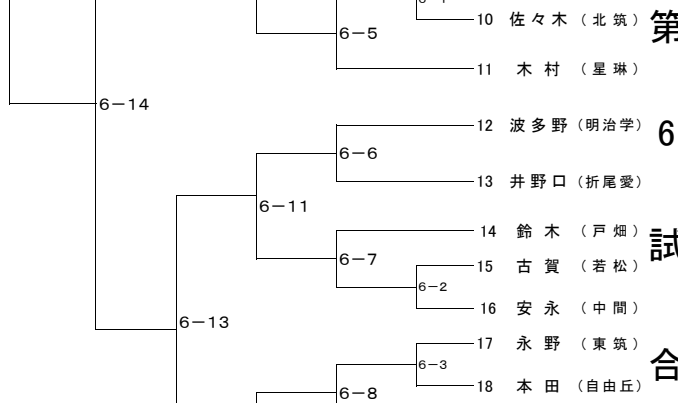 10 佐々木 （北筑）
第
6－5
11 木村 （星琳）
6－14
12 波多野 （明治学）
6
6－6
13 井野口 （折尾愛）
6－11
14 鈴木 （戸畑）
試
6－7
15 古賀 （若松）
6－2
16 安永 （中間）
6－13
17 永野 （東筑）
合
6－3
18 本田 （自由丘）
6－8